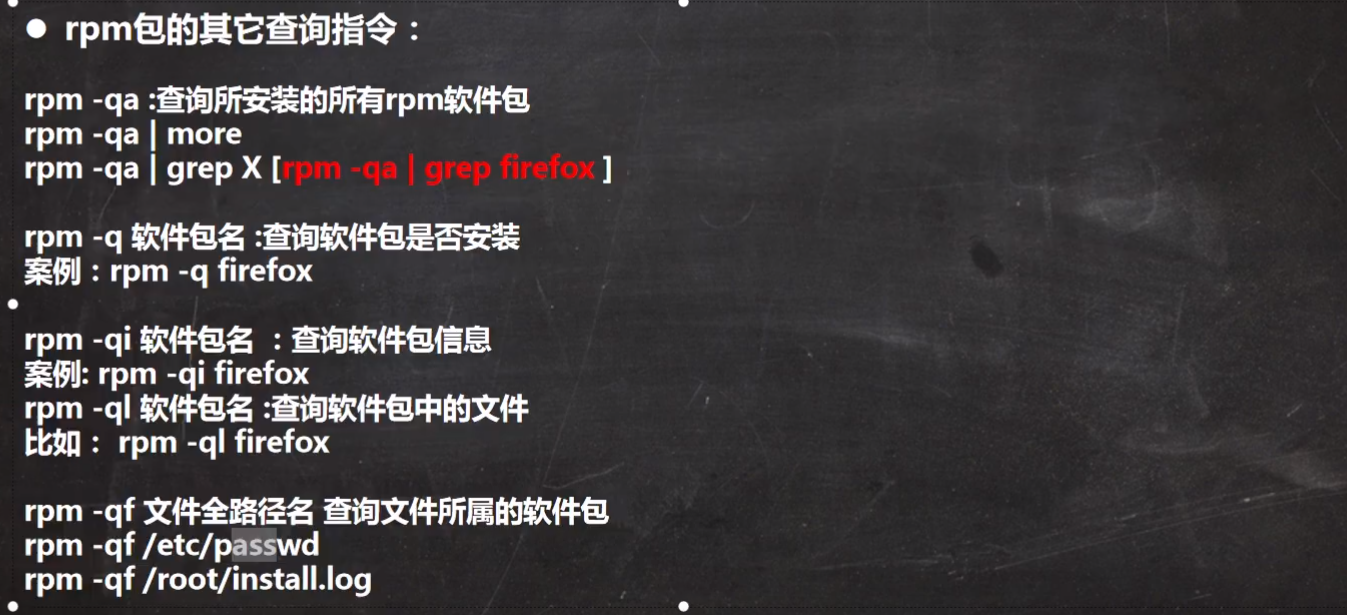 ● rpm包的其它查询指令：
rpm -qa :查询所安装的所有rpm软件包
rpm -qa | more
rpm -qa | grep X [rpm -qa | grep firefox ]
rpm -q 软件包名 :查询软件包是否安装
案例：rpm -q firefox
rpm -qi 软件包名 ：查询软件包信息
案例: rpm -qi firefox
rpm -ql 软件包名 :查询软件包中的文件
比如： rpm -ql firefox
rpm -qf 文件全路径名 查询文件所属的软件包
rpm -qf /etc/passwd
rpm -qf /root/install.log